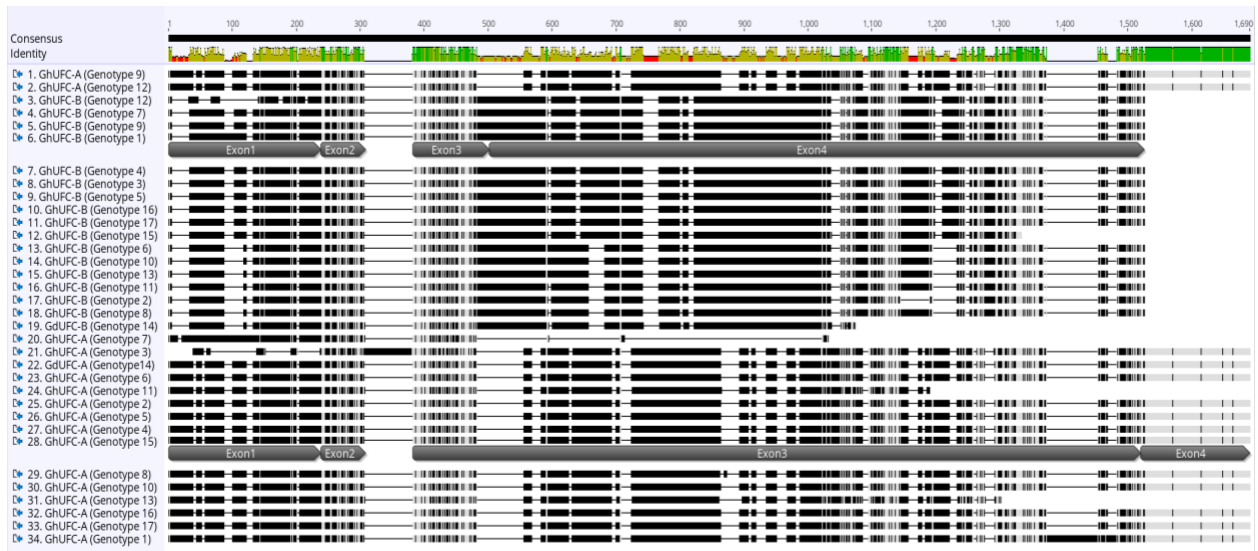 1 100 200 300 400 500 600 700 800 900 1,000 1,100 1,200 1,300 1,400 1,500 1,600 1,690
Consensus
Identity
1. GhUFC-A (Genotype 9)
2. GhUFC-A (Genotype 12)
3. GhUFC-B (Genotype 12)
4. GhUFC-B (Genotype 7)
5. GhUFC-B (Genotype 9)
6. GhUFC-B (Genotype 1)
Exon1 Exon2 Exon3 Exon4
7. GhUFC-B (Genotype 4)
8. GhUFC-B (Genotype 3)
9. GhUFC-B (Genotype 5)
10. GhUFC-B (Genotype 16)
11. GhUFC-B (Genotype 17)
12. GhUFC-B (Genotype 15)
13. GhUFC-B (Genotype 6)
14. GhUFC-B (Genotype 10)
15. GhUFC-B (Genotype 13)
16. GhUFC-B (Genotype 11)
17. GhUFC-B (Genotype 2)
18. GhUFC-B (Genotype 8)
19. GdUFC-B (Genotype 14)
20. GhUFC-A (Genotype 7)
21. GhUFC-A (Genotype 3)
22. GdUFC-A (Genotype14)
23. GhUFC-A (Genotype 6)
24. GhUFC-A (Genotype 11)
25. GhUFC-A (Genotype 2)
26. GhUFC-A (Genotype 5)
27. GhUFC-A (Genotype 4)
28. GhUFC-A (Genotype 15)
Exon1 Exon2 Exon3 Exon4
29. GhUFC-A (Genotype 8)
30. GhUFC-A (Genotype 10)
31. GhUFC-A (Genotype 13)
32. GhUFC-A (Genotype 16)
33. GhUFC-A (Genotype 17)
34. GhUFC-A (Genotype 1)